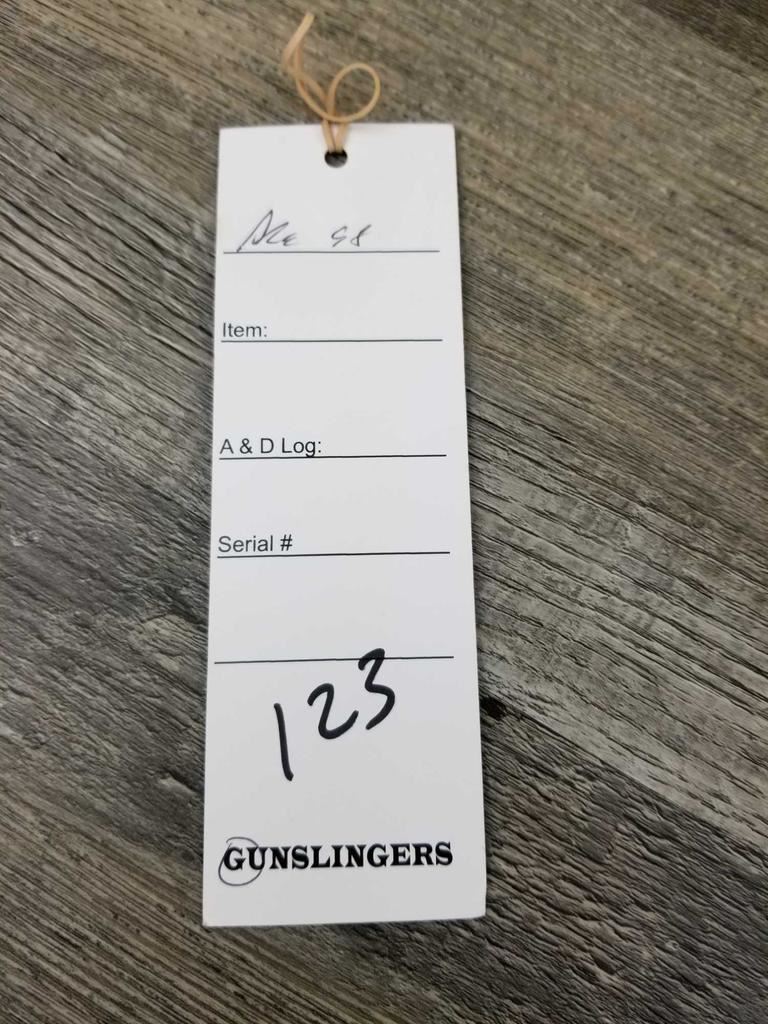 Item:
A & D Log:
Serial #
123
GUNSLINGERS